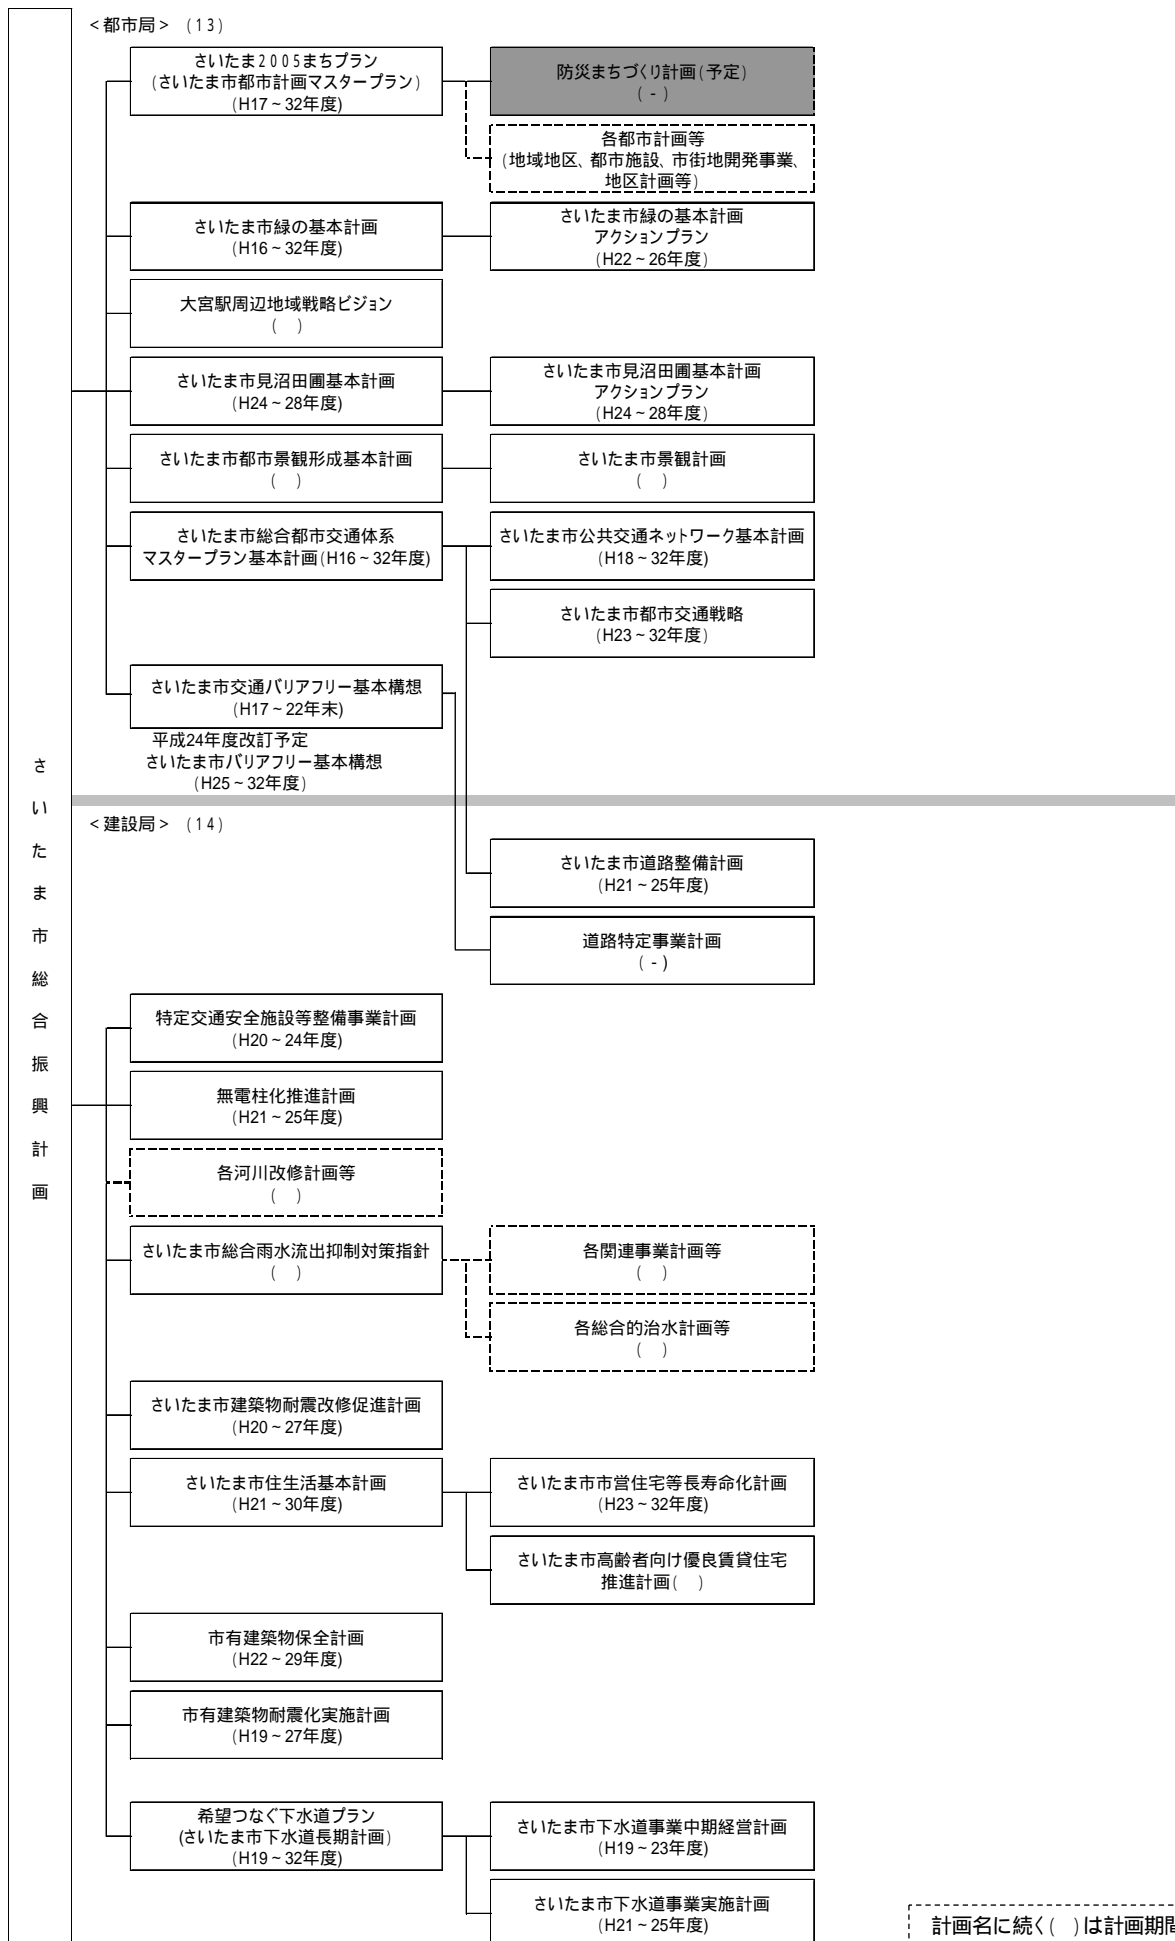 さいたま市総合振興計画
＜都市局＞ (13)
さいたま2005まちプラン
(さいたま市都市計画マスタープラン)
(H17～32年度)
防災まちづくり計画(予定)
( - )
各都市計画等
(地域地区、都市施設、市街地開発事業、
地区計画等)
さいたま市緑の基本計画
(H16～32年度)
さいたま市緑の基本計画
アクションプラン
(H22～26年度)
大宮駅周辺地域戦略ビジョン
( )
さいたま市見沼田圃基本計画
(H24～28年度)
さいたま市見沼田圃基本計画
アクションプラン
(H24～28年度)
さいたま市都市景観形成基本計画
( )
さいたま市景観計画
( )
さいたま市総合都市交通体系
マスタープラン基本計画(H16～32年度)
さいたま市公共交通ネットワーク基本計画
(H18～32年度)
さいたま市都市交通戦略
(H23～32年度)
さいたま市交通バリアフリー基本構想
(H17～22年末)
平成24年度改訂予定
さいたま市バリアフリー基本構想
(H25～32年度)
＜建設局＞ (14)
さいたま市道路整備計画
(H21～25年度)
道路特定事業計画
( - )
特定交通安全施設等整備事業計画
(H20～24年度)
無電柱化推進計画
(H21～25年度)
各河川改修計画等
( )
さいたま市総合雨水流出抑制対策指針
( )
各関連事業計画等
( )
各総合的治水計画等
( )
さいたま市建築物耐震改修促進計画
(H20～27年度)
さいたま市住生活基本計画
(H21～30年度)
さいたま市市営住宅等長寿命化計画
(H23～32年度)
さいたま市高齢者向け優良賃貸住宅
推進計画( )
市有建築物保全計画
(H22～29年度)
市有建築物耐震化実施計画
(H19～27年度)
希望つなぐ下水道プラン
(さいたま市下水道長期計画)
(H19～32年度)
さいたま市下水道事業中期経営計画
(H19～23年度)
さいたま市下水道事業実施計画
(H21～25年度)
計画名に続く( )は計画期間